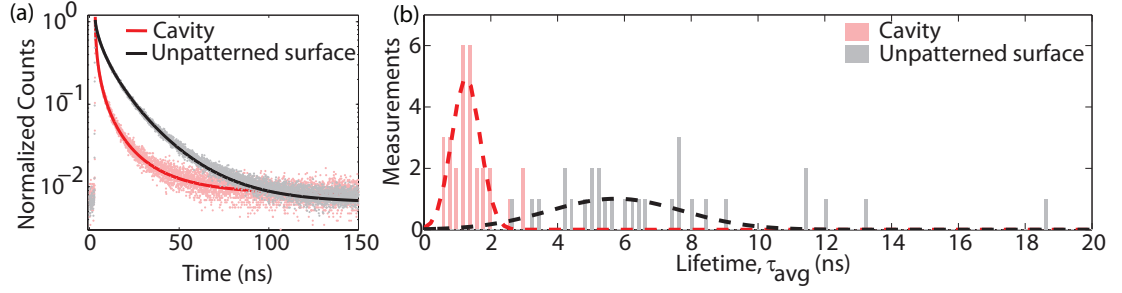 (a)
10^0
10^-1
10^-2
Normalized Counts
Cavity
Unpatterned surface
0 50 100 150
Time (ns)
(b)
6
4
2
0
Measurements
Cavity
Unpatterned surface
0 2 4 6 8 10 12 14 16 18 20
Lifetime, τavg (ns)